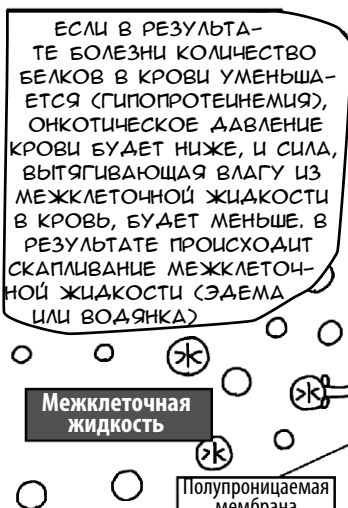 ЕСЛИ В РЕЗУЛЬТА-
ТЕ БОЛЕЗНИ КОЛИЧЕСТВО
БЕЛКОВ В КРОВИ УМЕНЬША-
ЕТСЯ (ГИПОПРОТЕИНЕМИЯ),
ОНКОТИЧЕСКОЕ ДАВЛЕНИЕ
КРОВИ БУДЕТ НИЖЕ, И СИЛА,
ВЫТЯГИВАЮЩАЯ ВЛАГУ ИЗ
МЕЖКЛЕТОЧНОЙ ЖИДКОСТИ
В КРОВЬ, БУДЕТ МЕНЬШЕ. В
РЕЗУЛЬТАТЕ ПРОИСХОДИТ
СКАПЛИВАНИЕ МЕЖКЛЕТОЧ-
НОЙ ЖИДКОСТИ (ЭДЕМА
ИЛИ ВОДЯНКА)
Межклеточная
жидкость
Полупроницаемая
мембрана